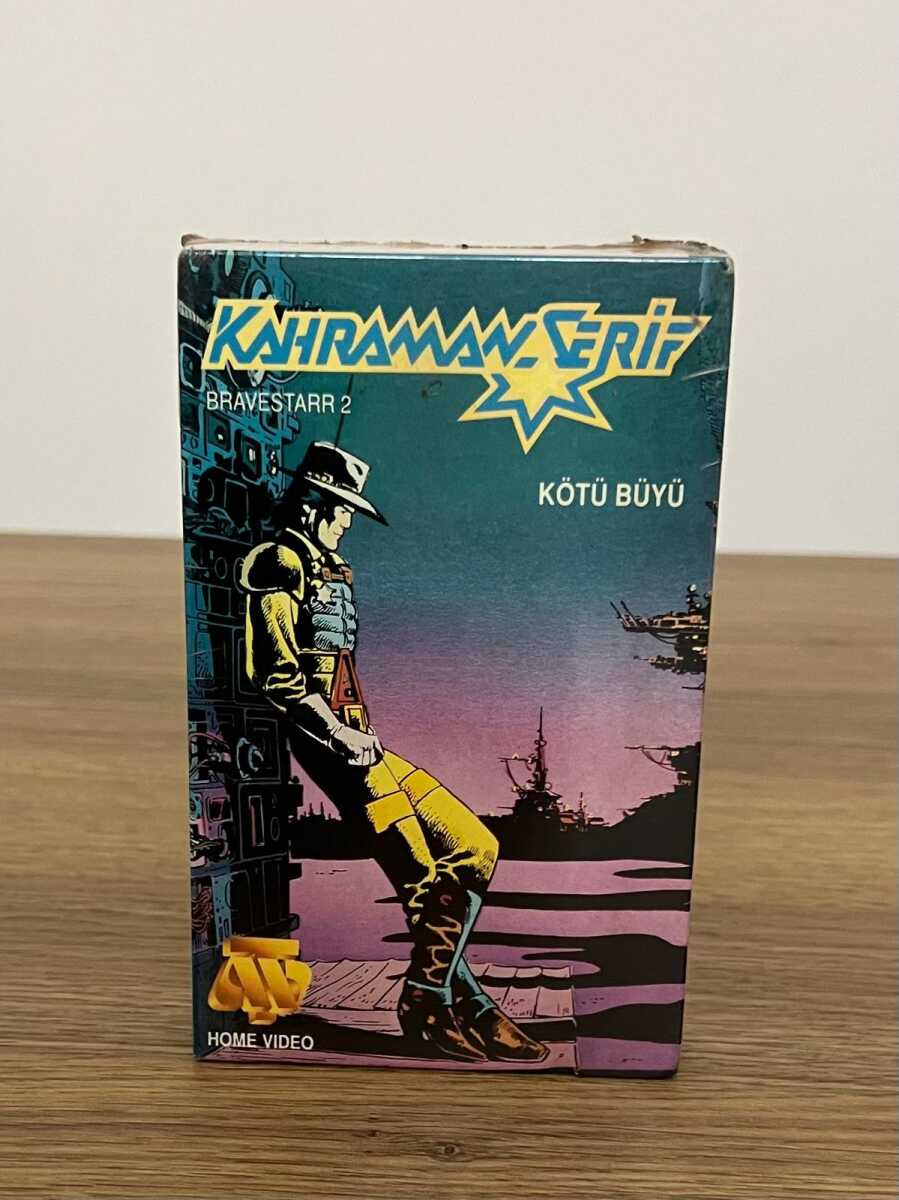 KAHRAMAN ŞERİF
BRAVESTARR 2
KÖTÜ BÜYÜ
HOME VIDEO